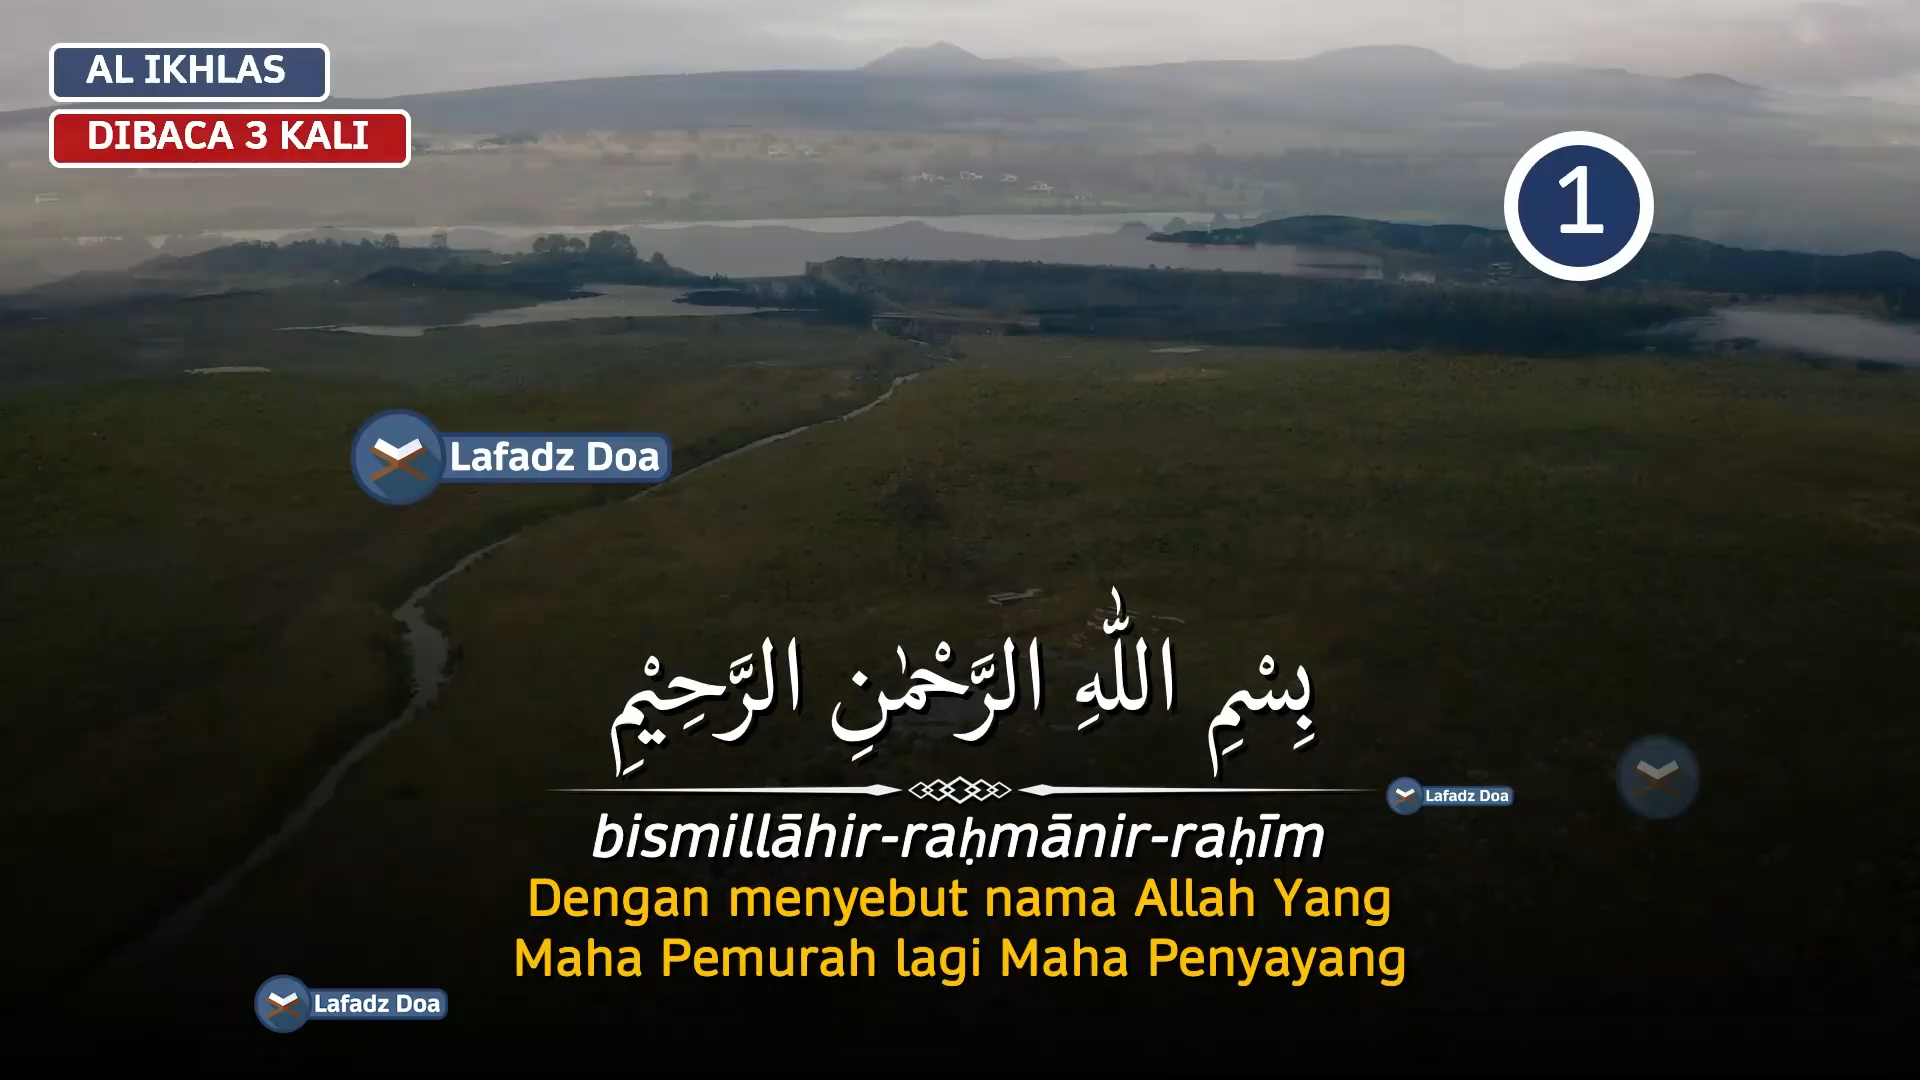 AL IKHLAS
DIBACA 3 KALI
1
Lafadz Doa
بِسْمِ اللّٰهِ الرَّحْمٰنِ الرَّحِيْمِ
Lafadz Doa
bismillāhir-raḥmānir-raḥīm
Dengan menyebut nama Allah Yang
Maha Pemurah lagi Maha Penyayang
Lafadz Doa